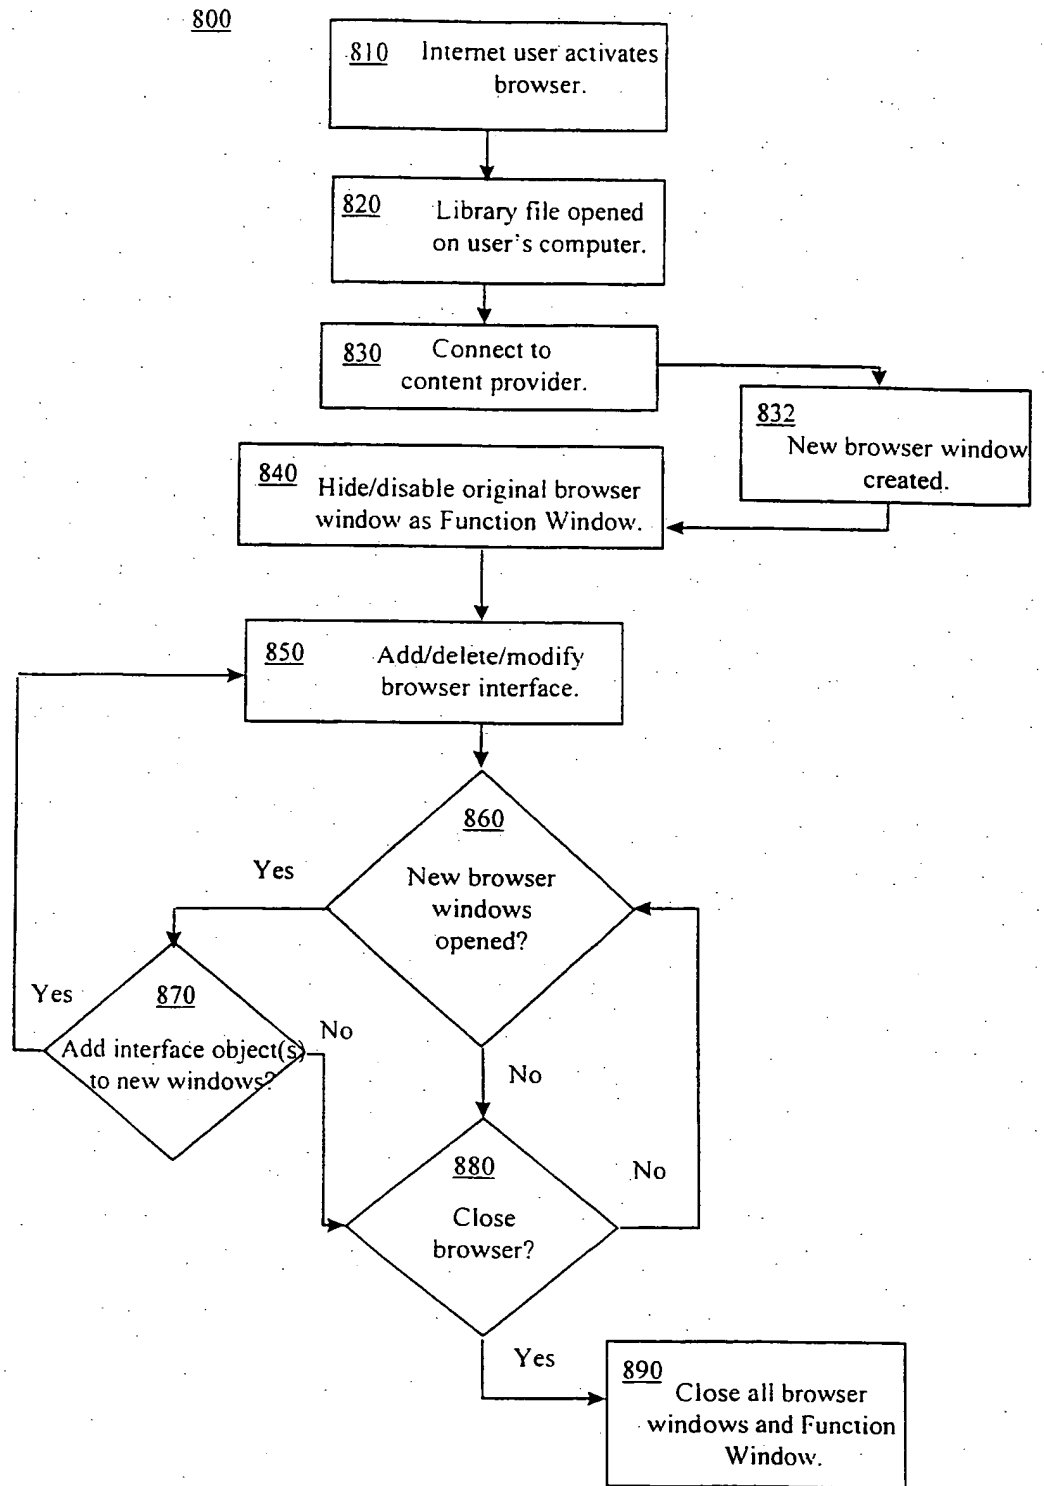 800
810 Internet user activates
browser.
820 Library file opened
on user's computer.
830 Connect to
content provider.
832
New browser window
created.
840 Hide/disable original browser
window as Function Window.
850 Add/delete/modify
browser interface.
860
New browser
windows
opened?
Yes
No
870
Add interface object(s)
to new windows?
Yes
No
880
Close
browser?
No
Yes
890
Close all browser
windows and Function
Window.